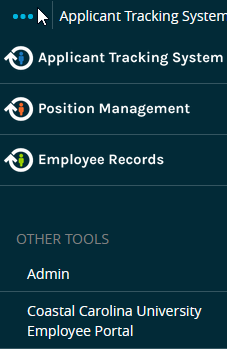 Applicant Tracking System
Applicant Tracking System
Position Management
Employee Records
OTHER TOOLS
Admin
Coastal Carolina University
Employee Portal